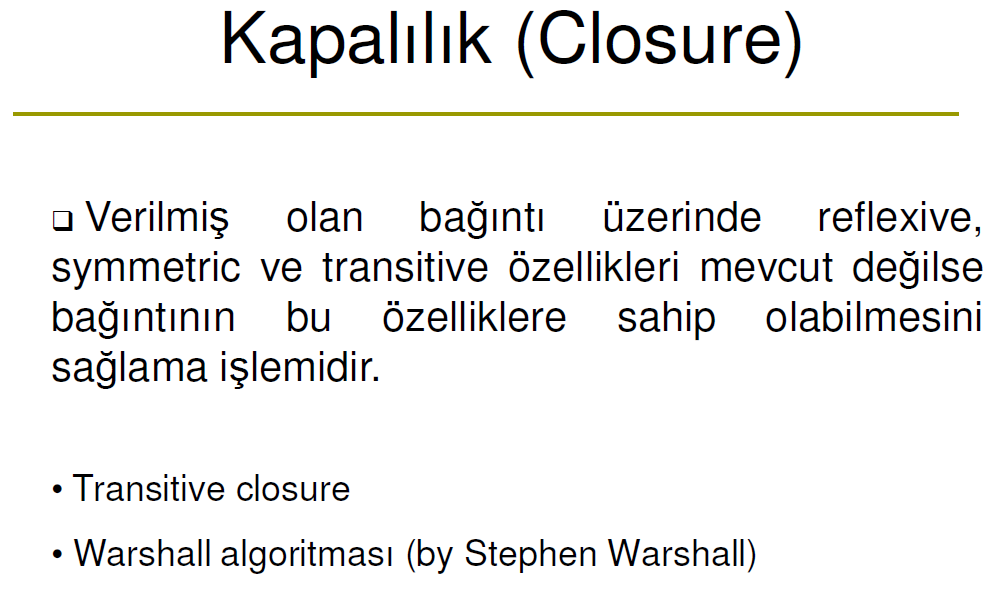 Kapalılık (Closure)
❑ Verilmiş olan bağıntı üzerinde reflexive,
symmetric ve transitive özellikleri mevcut değilse
bağıntının bu özelliklere sahip olabilmesini
sağlama işlemidir.
• Transitive closure
• Warshall algoritması (by Stephen Warshall)